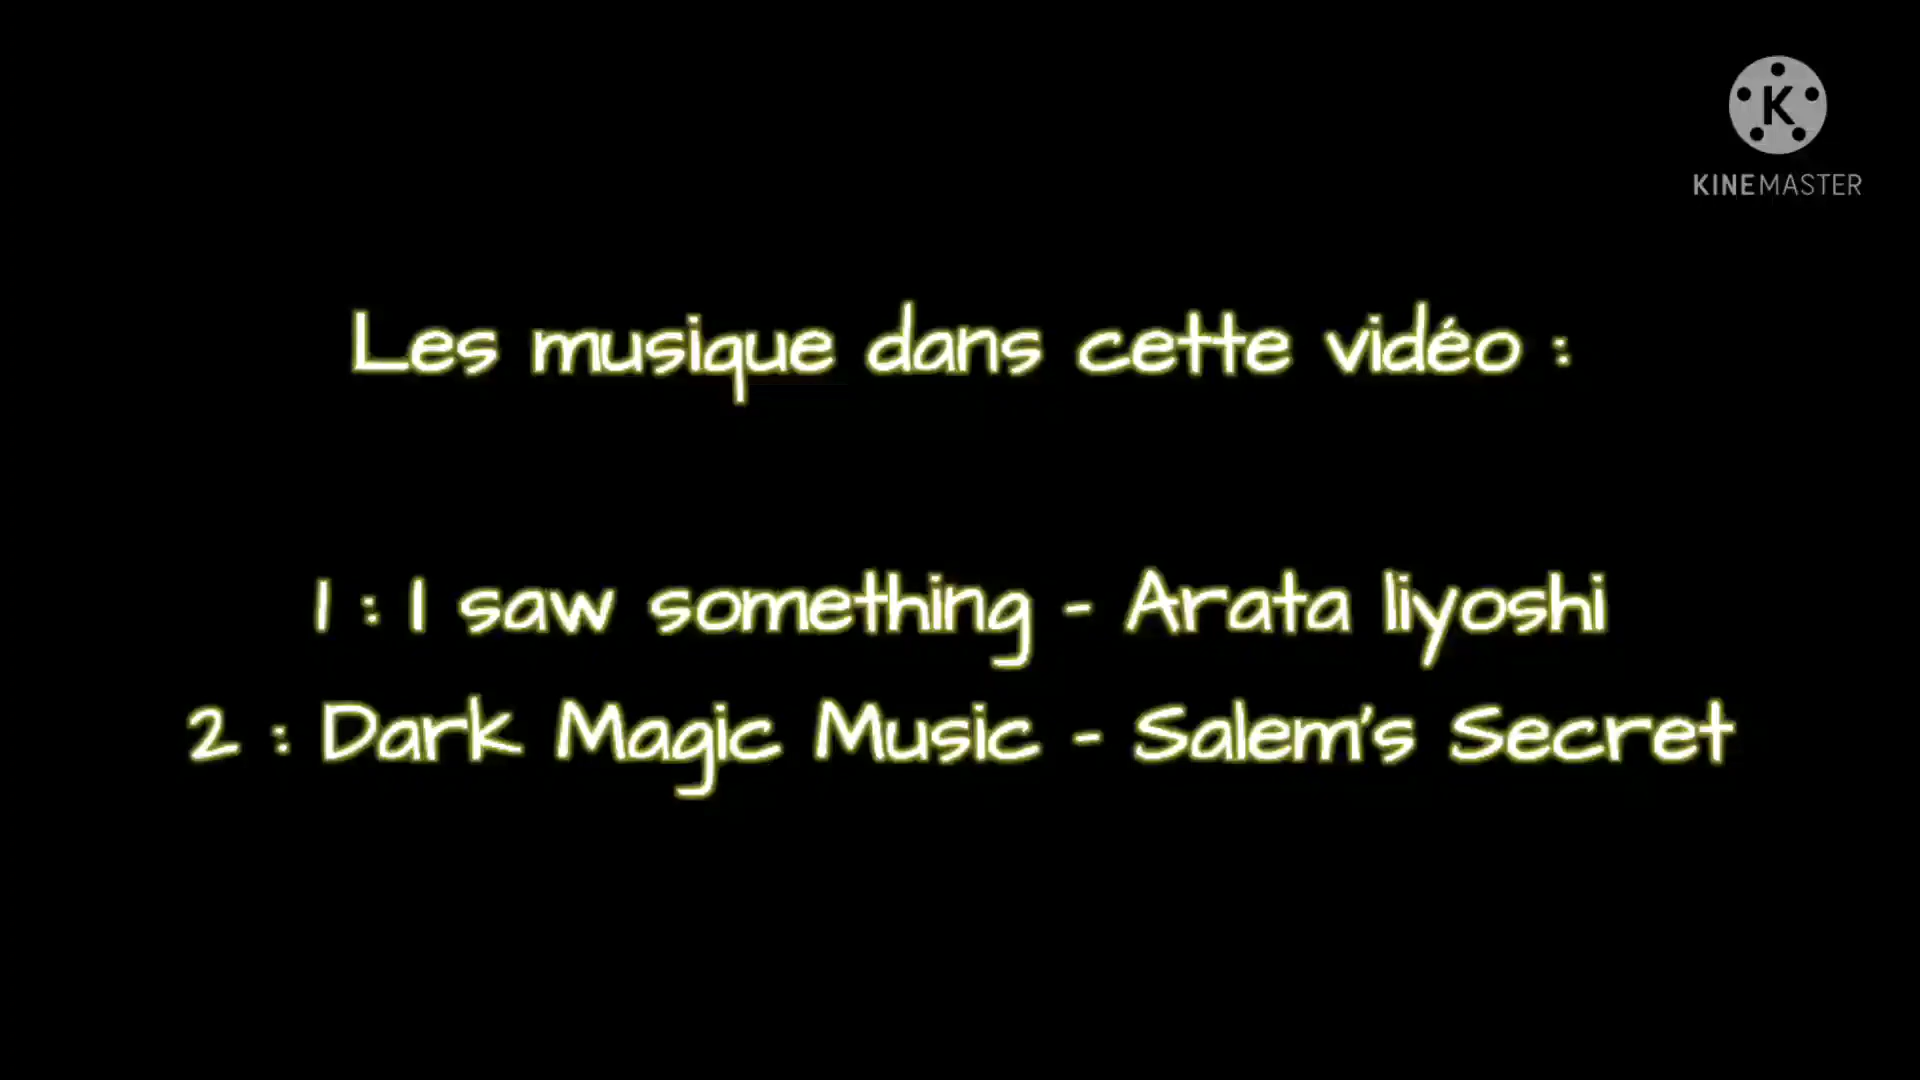 KINEMASTER
Les musique dans cette vidéo :
1 : I saw something - Arata Iiyoshi
2 : Dark Magic Music - Salem's Secret